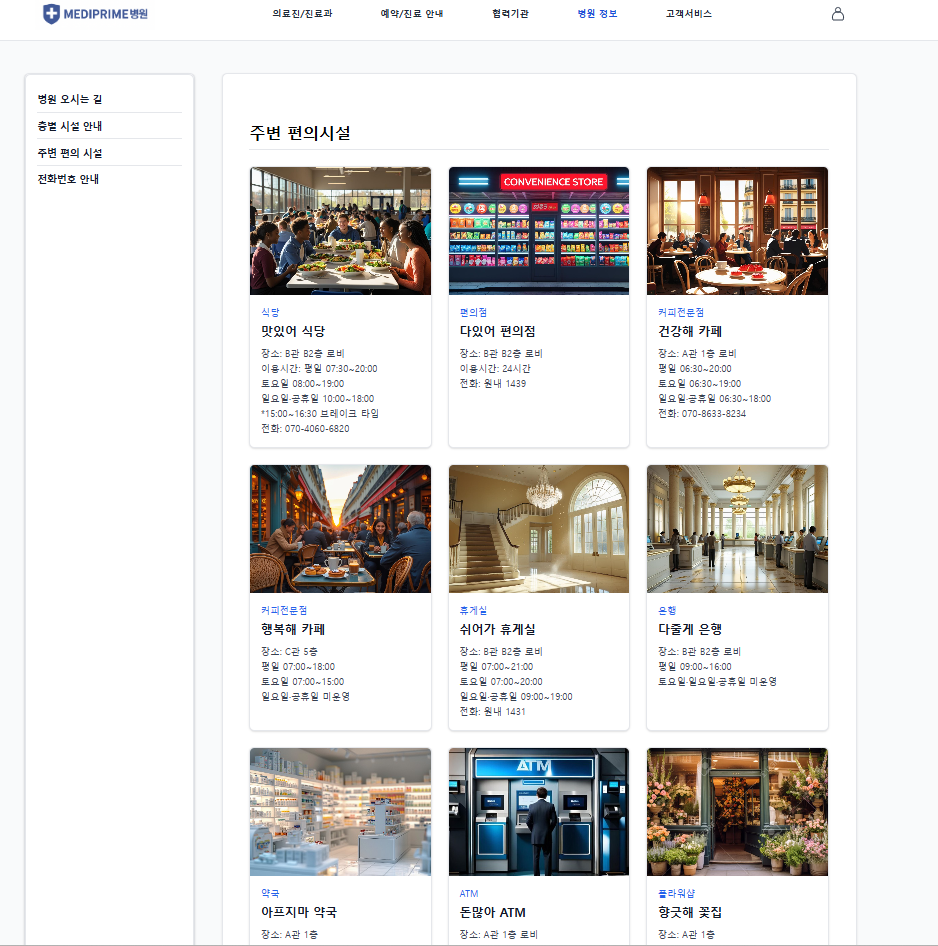 MEDIPRIME병원
의료진/진료과
예약/진료 안내
협력기관
병원 정보
고객서비스
병원 오시는 길
층별 시설 안내
주변 편의 시설
전화번호 안내
주변 편의시설
식당
맛있어 식당
장소: B관 B2층 로비
이용시간: 평일 07:30~20:00
토요일 08:00~19:00
일요일·공휴일 10:00~18:00
*15:00~16:30 브레이크 타임
전화: 070-4060-6820
CONVENIENCE STORE
편의점
다있어 편의점
장소: B관 B2층 로비
이용시간: 24시간
전화: 원내 1439
커피전문점
건강해 카페
장소: A관 1층 로비
평일 06:30~20:00
토요일 06:30~19:00
일요일·공휴일 06:30~18:00
전화: 070-8633-8234
커피전문점
행복해 카페
장소: C관 5층
평일 07:00~18:00
토요일 07:00~15:00
일요일·공휴일 미운영
휴게실
쉬어가 휴게실
장소: B관 B2층 로비
평일 07:00~21:00
토요일 07:00~20:00
일요일·공휴일 09:00~19:00
전화: 원내 1431
은행
다줄게 은행
장소: B관 B2층 로비
평일 09:00~16:00
토요일·일요일·공휴일 미운영
약국
아프지마 약국
장소: A관 1층
ATM
ATM
돈많아 ATM
장소: A관 1층 로비
플라워샵
향긋해 꽃집
장소: A관 1층